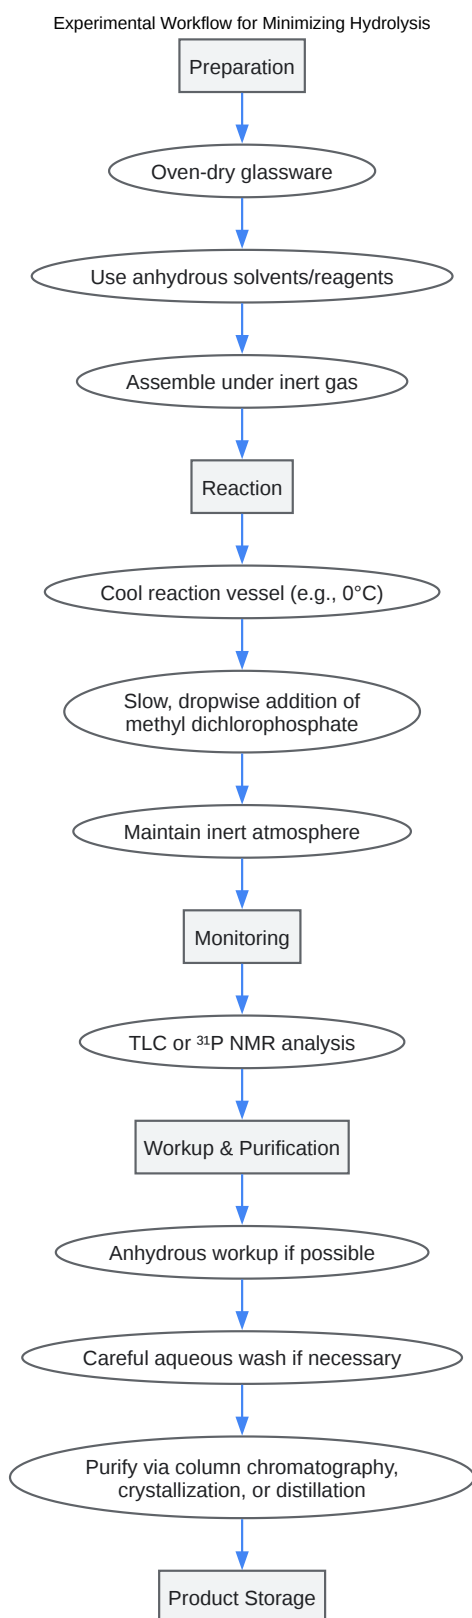 Experimental Workflow for Minimizing Hydrolysis
Preparation
Oven-dry glassware
Use anhydrous solvents/reagents
Assemble under inert gas
Reaction
Cool reaction vessel (e.g., 0°C)
Slow, dropwise addition of
methyl dichlorophosphate
Maintain inert atmosphere
Monitoring
TLC or ³¹P NMR analysis
Workup & Purification
Anhydrous workup if possible
Careful aqueous wash if necessary
Purify via column chromatography,
crystallization, or distillation
Product Storage